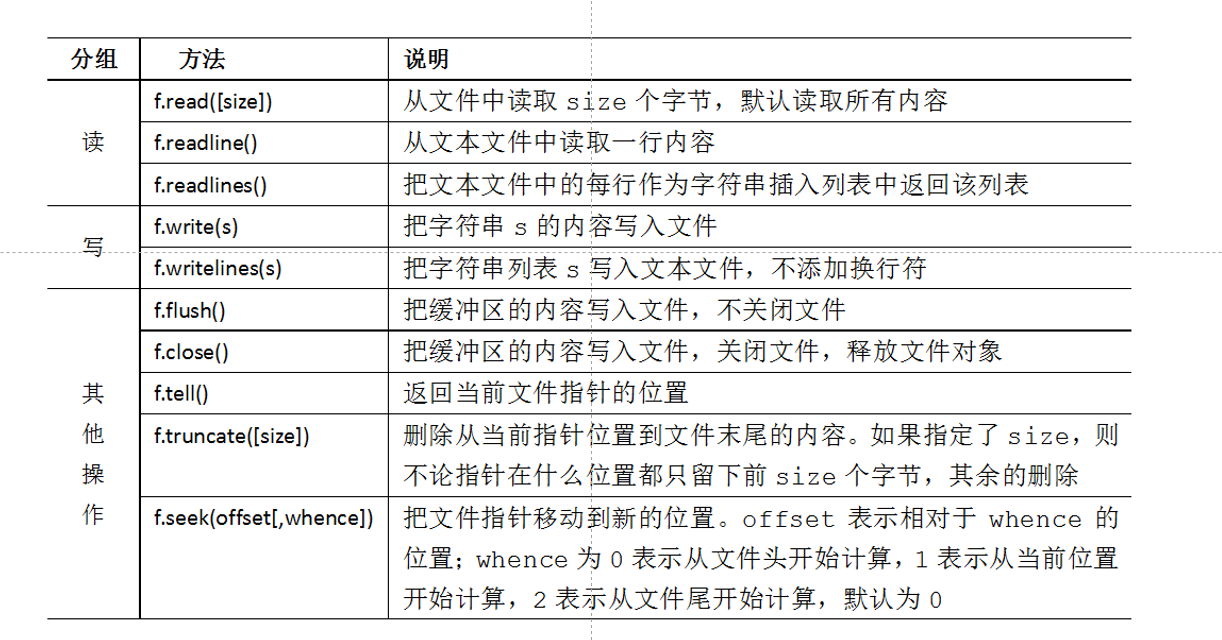 分组 方法 说明
读
f.read([size]) 从文件中读取 size 个字节，默认读取所有内容
f.readline() 从文本文件中读取一行内容
f.readlines() 把文本文件中的每行作为字符串插入列表中返回该列表
写
f.write(s) 把字符串 s 的内容写入文件
f.writelines(s) 把字符串列表 s 写入文本文件，不添加换行符
其
他
操
作
f.flush() 把缓冲区的内容写入文件，不关闭文件
f.close() 把缓冲区的内容写入文件，关闭文件，释放文件对象
f.tell() 返回当前文件指针的位置
f.truncate([size]) 删除从当前指针位置到文件末尾的内容。如果指定了 size，则
不论指针在什么位置都只留下前 size 个字节，其余的删除
f.seek(offset[,whence]) 把文件指针移动到新的位置。offset 表示相对于 whence 的
位置；whence 为 0 表示从文件头开始计算，1 表示从当前位置
开始计算，2 表示从文件尾开始计算，默认为 0